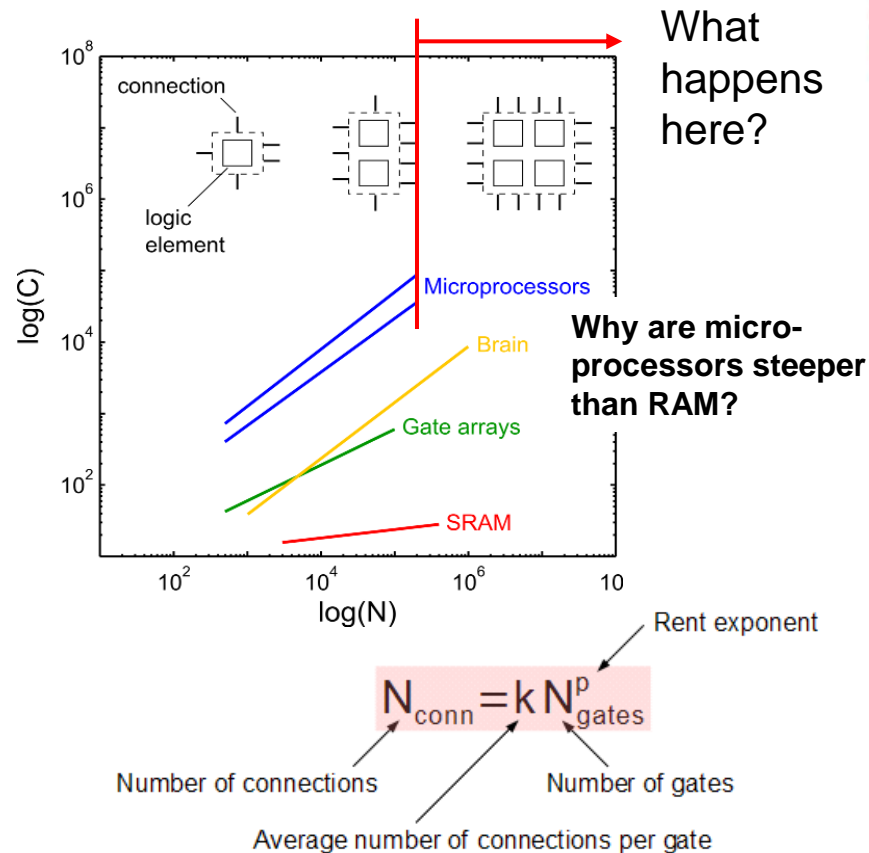 What
happens
here?
10^8
connection
10^6
logic
element
log(C)
Microprocessors
10^4
Brain
Why are micro-
processors steeper
than RAM?
Gate arrays
10^2
SRAM
10^2
10^4
10^6
10
log(N)
Rent exponent
N_conn = k N^p_gates
Number of connections
Number of gates
Average number of connections per gate